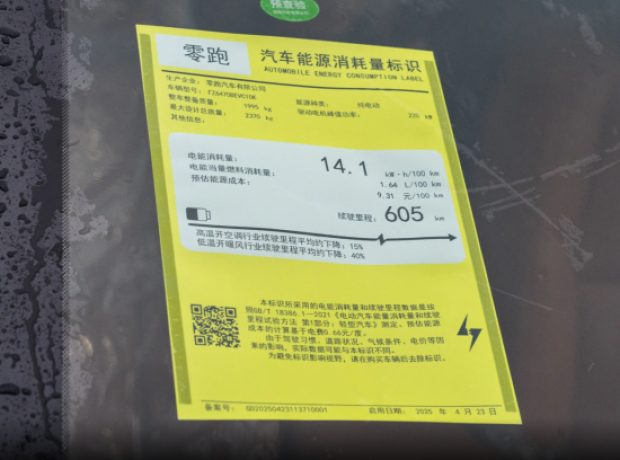 预查验
零跑
汽车能源消耗量标识
AUTOMOBILE ENERGY CONSUMPTION LABEL
生产企业: 零跑汽车有限公司
车辆型号: FZ6470BEVC1QK
整车整备质量: 1995 kg 能源种类: 纯电动
最大设计总质量: 2370 kg 驱动电机峰值功率: 220 kW
其他信息:
电能消耗量: 14.1 kW·h/100 km
电能当量燃料消耗量: 1.64 L/100 km
预估能源成本: 9.31 元/100 km
续驶里程: 605 km
高温开空调行业续驶里程平均约下降: 15%
低温开暖风行业续驶里程平均约下降: 40%
本标识所采用的电能消耗量和续驶里程数据是按
照GB/T 18386.1—2021《电动汽车能量消耗量和续驶
里程试验方法 第1部分: 轻型汽车》测定。预估能源
成本的计算基于电费0.66元/度。
由于驾驶习惯、道路状况、气候条件、电价等因
素的影响, 实际数据可能与本标识不同。
为避免标识影响视野, 请在购买车辆后去除标识。
备案号: GD20250423113710001 启用日期: 2025 年 4 月 23 日